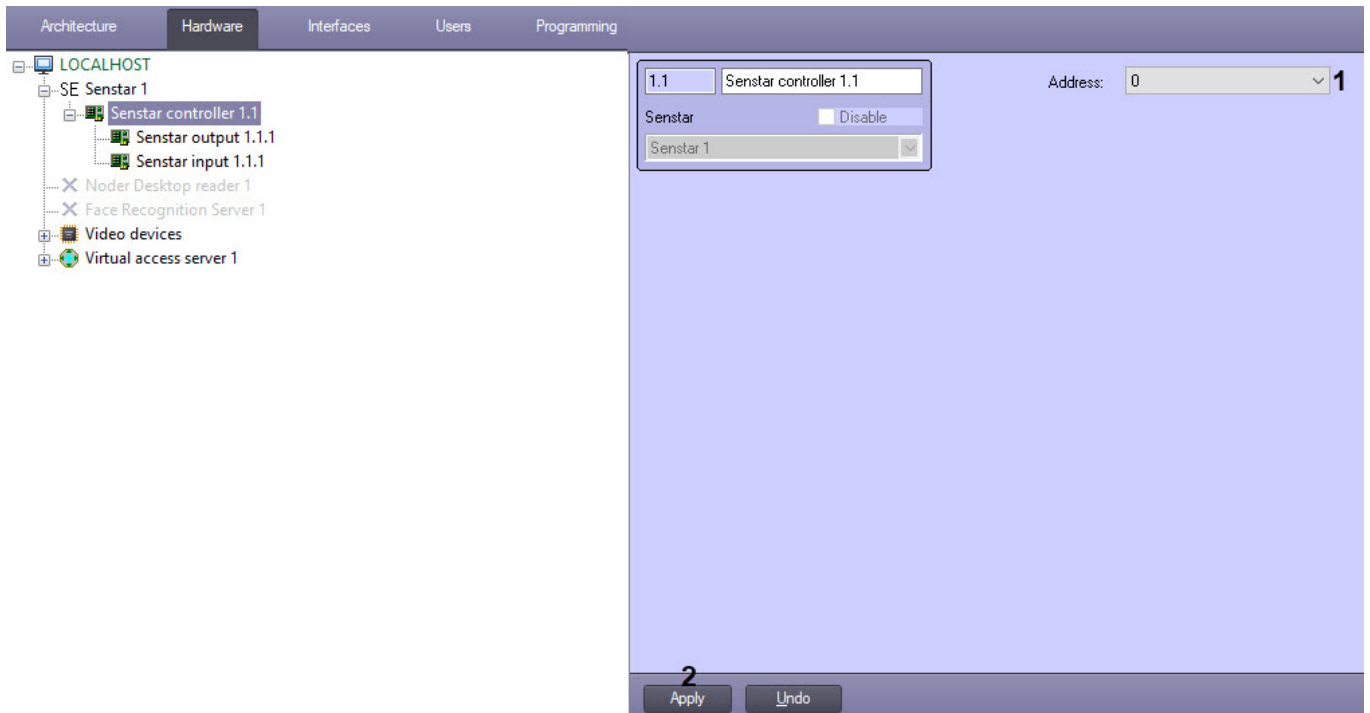 Architecture Hardware Interfaces Users Programming
LOCALHOST
SE Senstar 1
Senstar controller 1.1
Senstar output 1.1.1
Senstar input 1.1.1
Noder Desktop reader 1
Face Recognition Server 1
Video devices
Virtual access server 1
1.1 Senstar controller 1.1
Senstar Disable
Senstar 1
Address: 0 1
2
Apply Undo